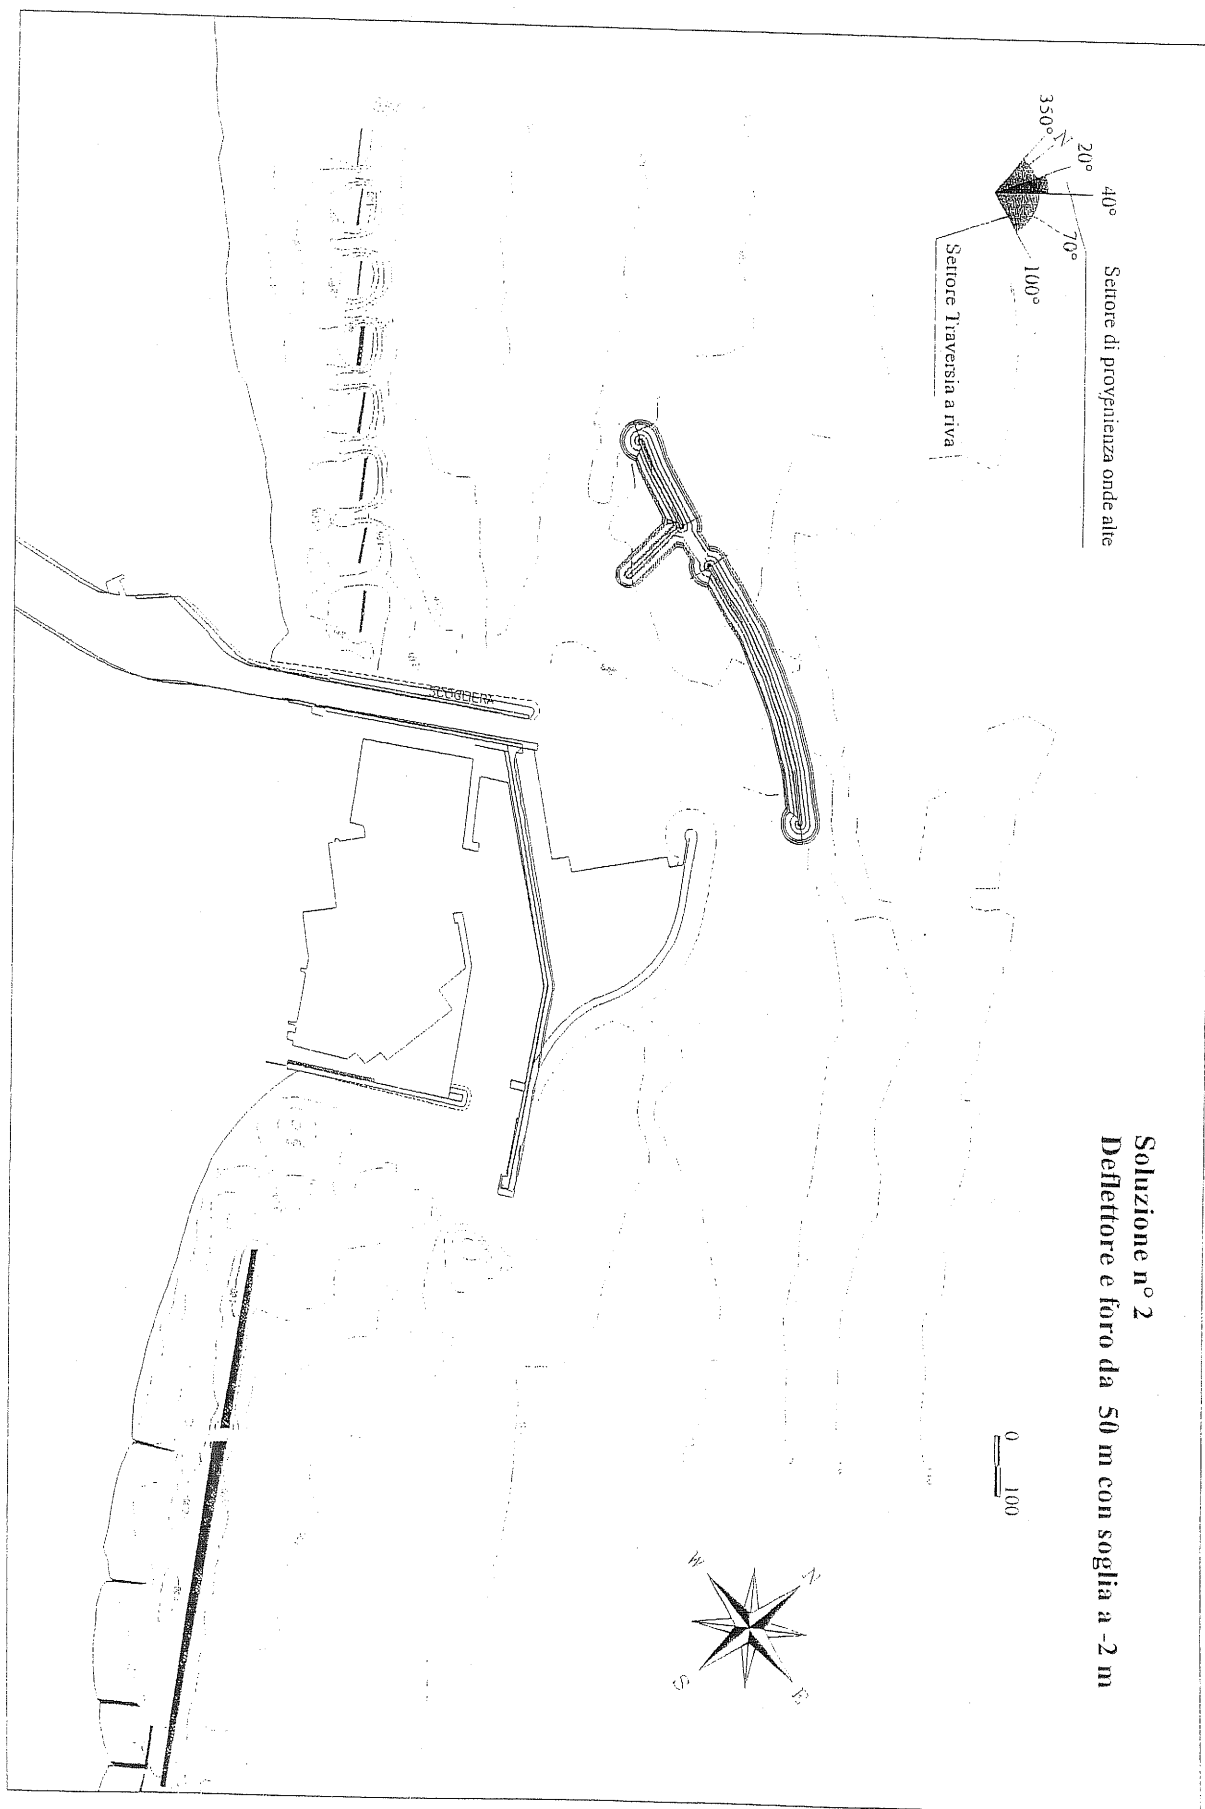 Soluzione n° 2
Deflettore e foro da 50 m con soglia a -2 m
350°
N
20°
40°
70°
100°
Settore di provenienza onde alte
Settore Traversia a riva
0 100
N
W
E
S
SCOGLIERA